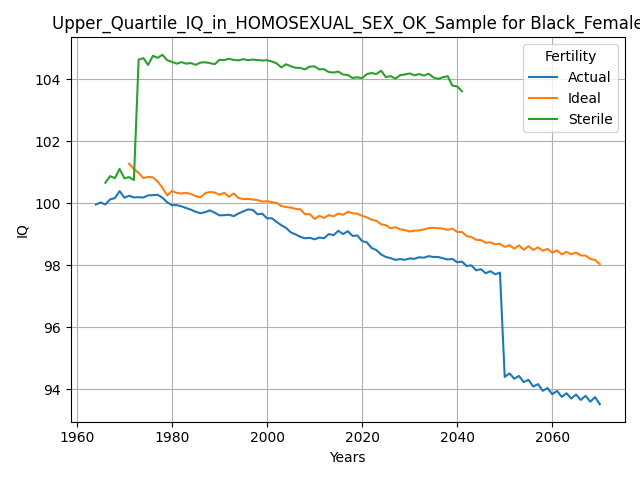 Upper_Quartile_IQ_in_HOMOSEXUAL_SEX_OK_Sample for Black_Female
Fertility
Actual
Ideal
Sterile
IQ
104
102
100
98
96
94
1960
1980
2000
2020
2040
2060
Years